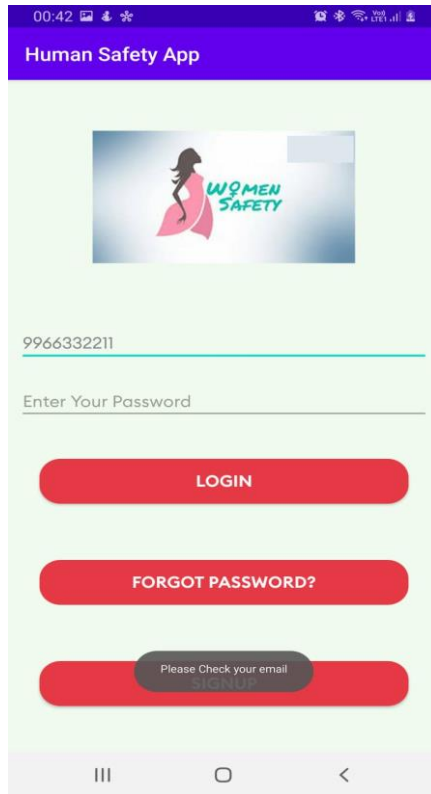 00:42
Human Safety App
WOMEN
SAFETY
9966332211
Enter Your Password
LOGIN
FORGOT PASSWORD?
Please Check your email
SIGNUP